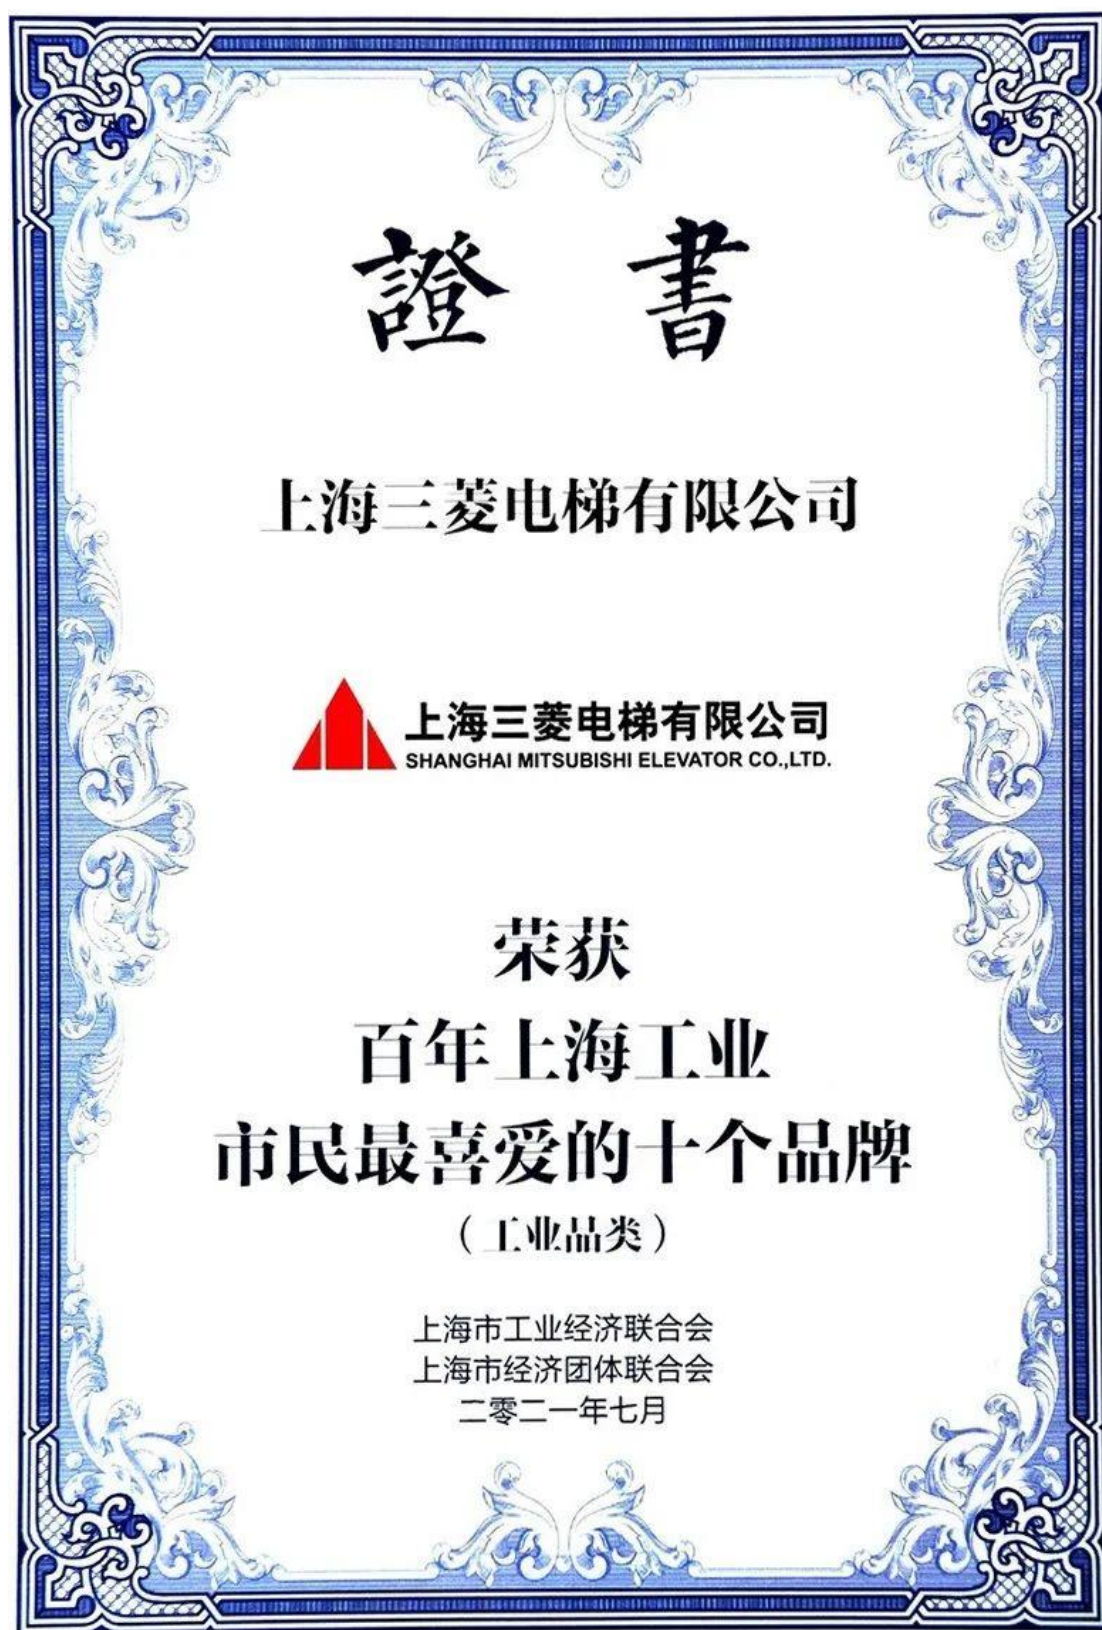 證書
上海三菱电梯有限公司
上海三菱电梯有限公司
SHANGHAI MITSUBISHI ELEVATOR CO.,LTD.
荣获
百年上海工业
市民最喜爱的十个品牌
（工业品类）
上海市工业经济联合会
上海市经济团体联合会
二零二一年七月